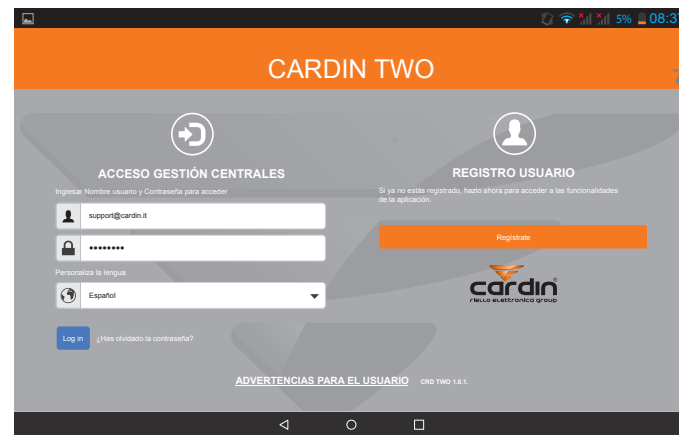 5% 08:37
CARDIN TWO
ACCESO GESTIÓN CENTRALES
Ingresar Nombre usuario y Contraseña para acceder
support@cardin.it
••••••••
Personaliza la lengua
Español
Log in ¿Has olvidado la contraseña?
REGISTRO USUARIO
Si ya no estás registrado, hazlo ahora para acceder a las funcionalidades
de la aplicación.
Regístrate
cardin
riello elettronica group
ADVERTENCIAS PARA EL USUARIO CRD TWO 1.0.1.